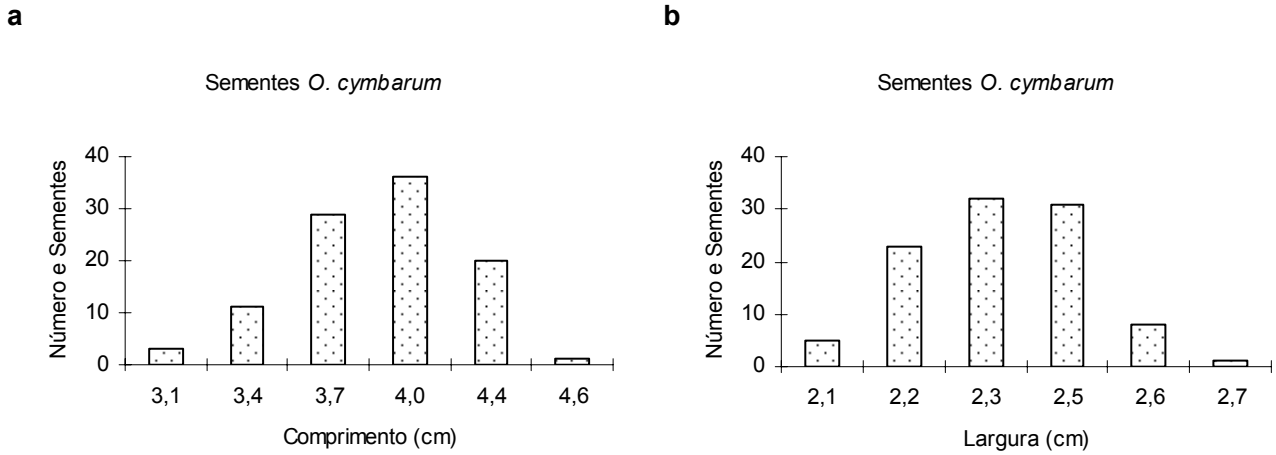 a
Sementes O. cymbarum
Número e Sementes
40
30
20
10
0
3,1 3,4 3,7 4,0 4,4 4,6
Comprimento (cm)
b
Sementes O. cymbarum
Número e Sementes
40
30
20
10
0
2,1 2,2 2,3 2,5 2,6 2,7
Largura (cm)